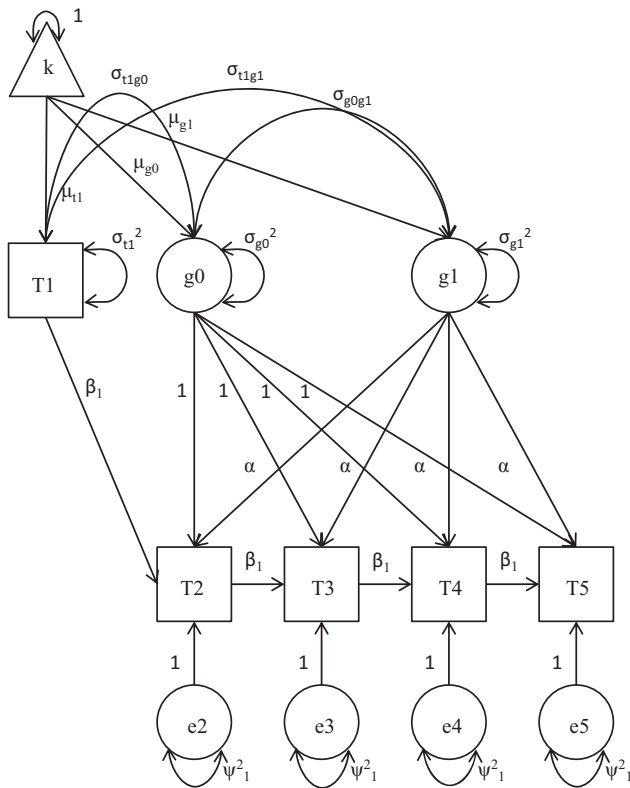 1
k
σt1g0 σt1g1 σg0g1
μg1
μg0
μt1
σt1² σg0² σg1²
T1 g0 g1
β₁ 1 1 1 1
α α α α
β₁ β₁ β₁
T2 T3 T4 T5
1 1 1 1
e2 e3 e4 e5
ψ²₁ ψ²₁ ψ²₁ ψ²₁